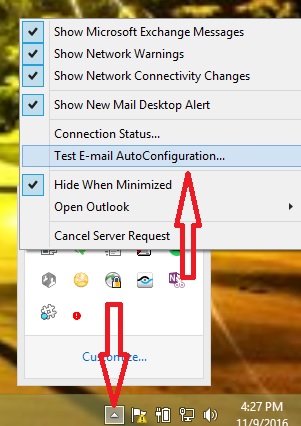 Show Microsoft Exchange Messages
Show Network Warnings
Show Network Connectivity Changes
Show New Mail Desktop Alert
Connection Status...
Test E-mail AutoConfiguration...
Hide When Minimized
Open Outlook
Cancel Server Request
Customize...
4:27 PM
11/9/2016